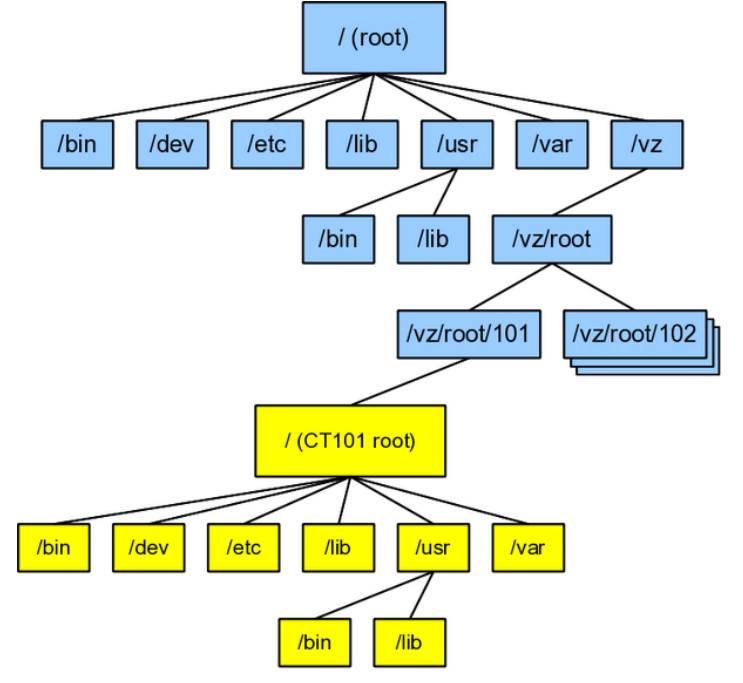 / (root)
/bin
/dev
/etc
/lib
/usr
/var
/vz
/bin
/lib
/vz/root
/vz/root/101
/vz/root/102
/ (CT101 root)
/bin
/dev
/etc
/lib
/usr
/var
/bin
/lib